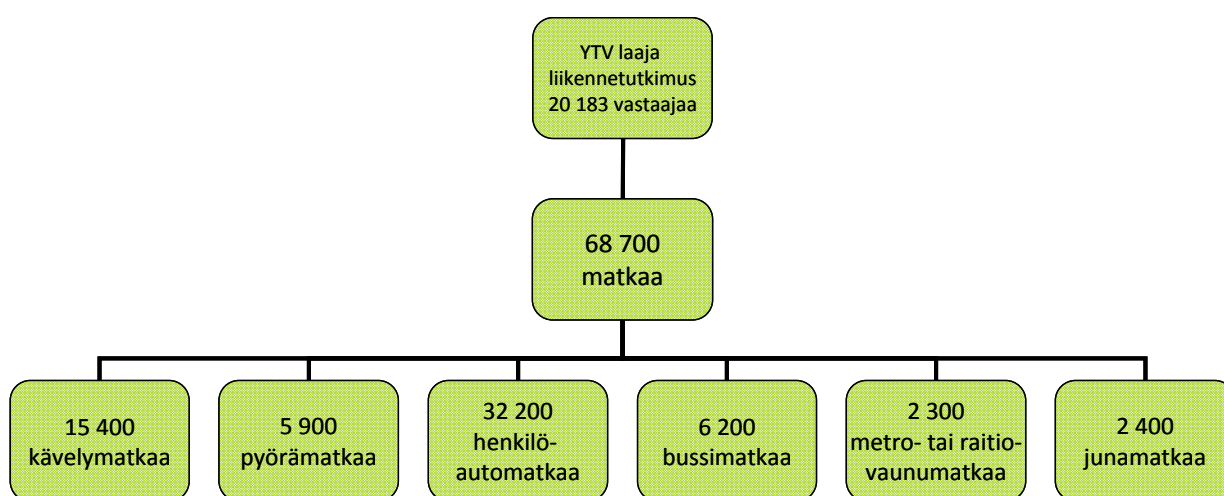 YTV laaja
liikennetutkimus
20 183 vastaajaa
68 700
matkaa
15 400
kävelymatkaa
5 900
pyörämatkaa
32 200
henkilö-
automatkaa
6 200
bussimatkaa
2 300
metro- tai raitio-
vaunumatkaa
2 400
junamatkaa